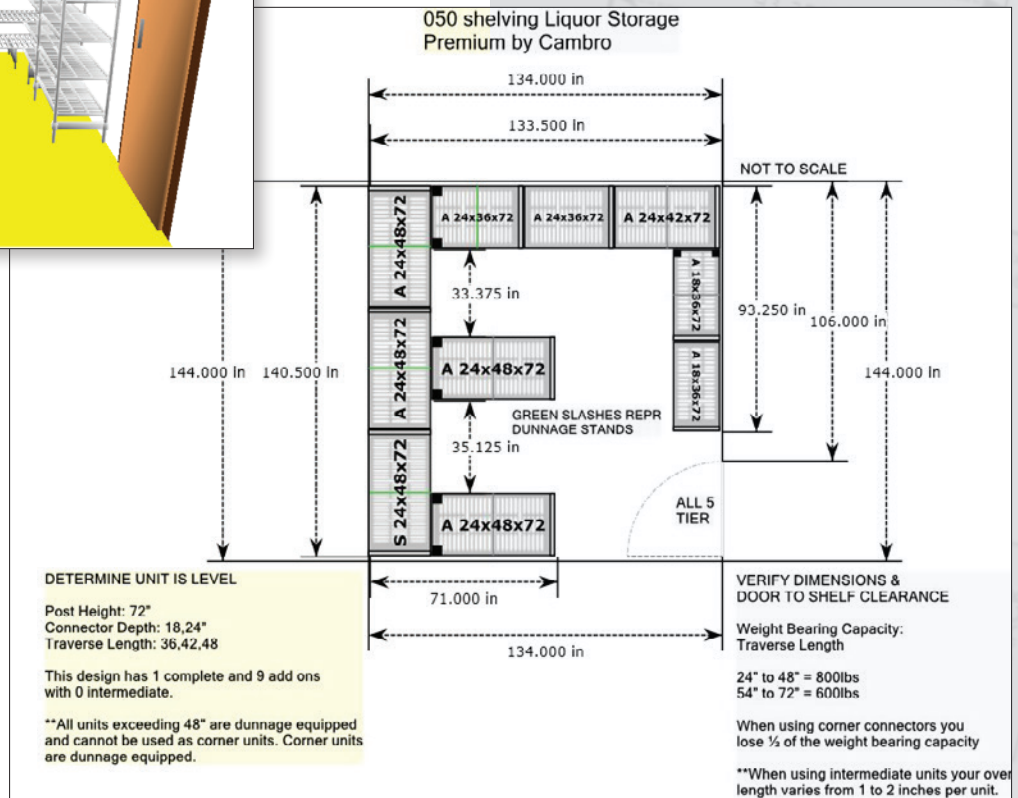 050 shelving Liquor Storage
Premium by Cambro
134.000 in
133.500 in
NOT TO SCALE
A 24x48x72
A 24x36x72
A 24x36x72
A 24x42x72
A 18x36x72
33.375 in
93.250 in
106.000 in
144.000 in
140.500 in
A 24x48x72
A 24x48x72
A 18x36x72
144.000 in
GREEN SLASHES REPR
DUNNAGE STANDS
35.125 in
S 24x48x72
A 24x48x72
ALL 5
TIER
71.000 in
134.000 in
DETERMINE UNIT IS LEVEL
Post Height: 72"
Connector Depth: 18,24"
Traverse Length: 36,42,48
This design has 1 complete and 9 add ons
with 0 intermediate.
**All units exceeding 48" are dunnage equipped
and cannot be used as corner units. Corner units
are dunnage equipped.
VERIFY DIMENSIONS &
DOOR TO SHELF CLEARANCE
Weight Bearing Capacity:
Traverse Length
24" to 48" = 800lbs
54" to 72" = 600lbs
When using corner connectors you
lose ⅓ of the weight bearing capacity
**When using intermediate units your over
length varies from 1 to 2 inches per unit.